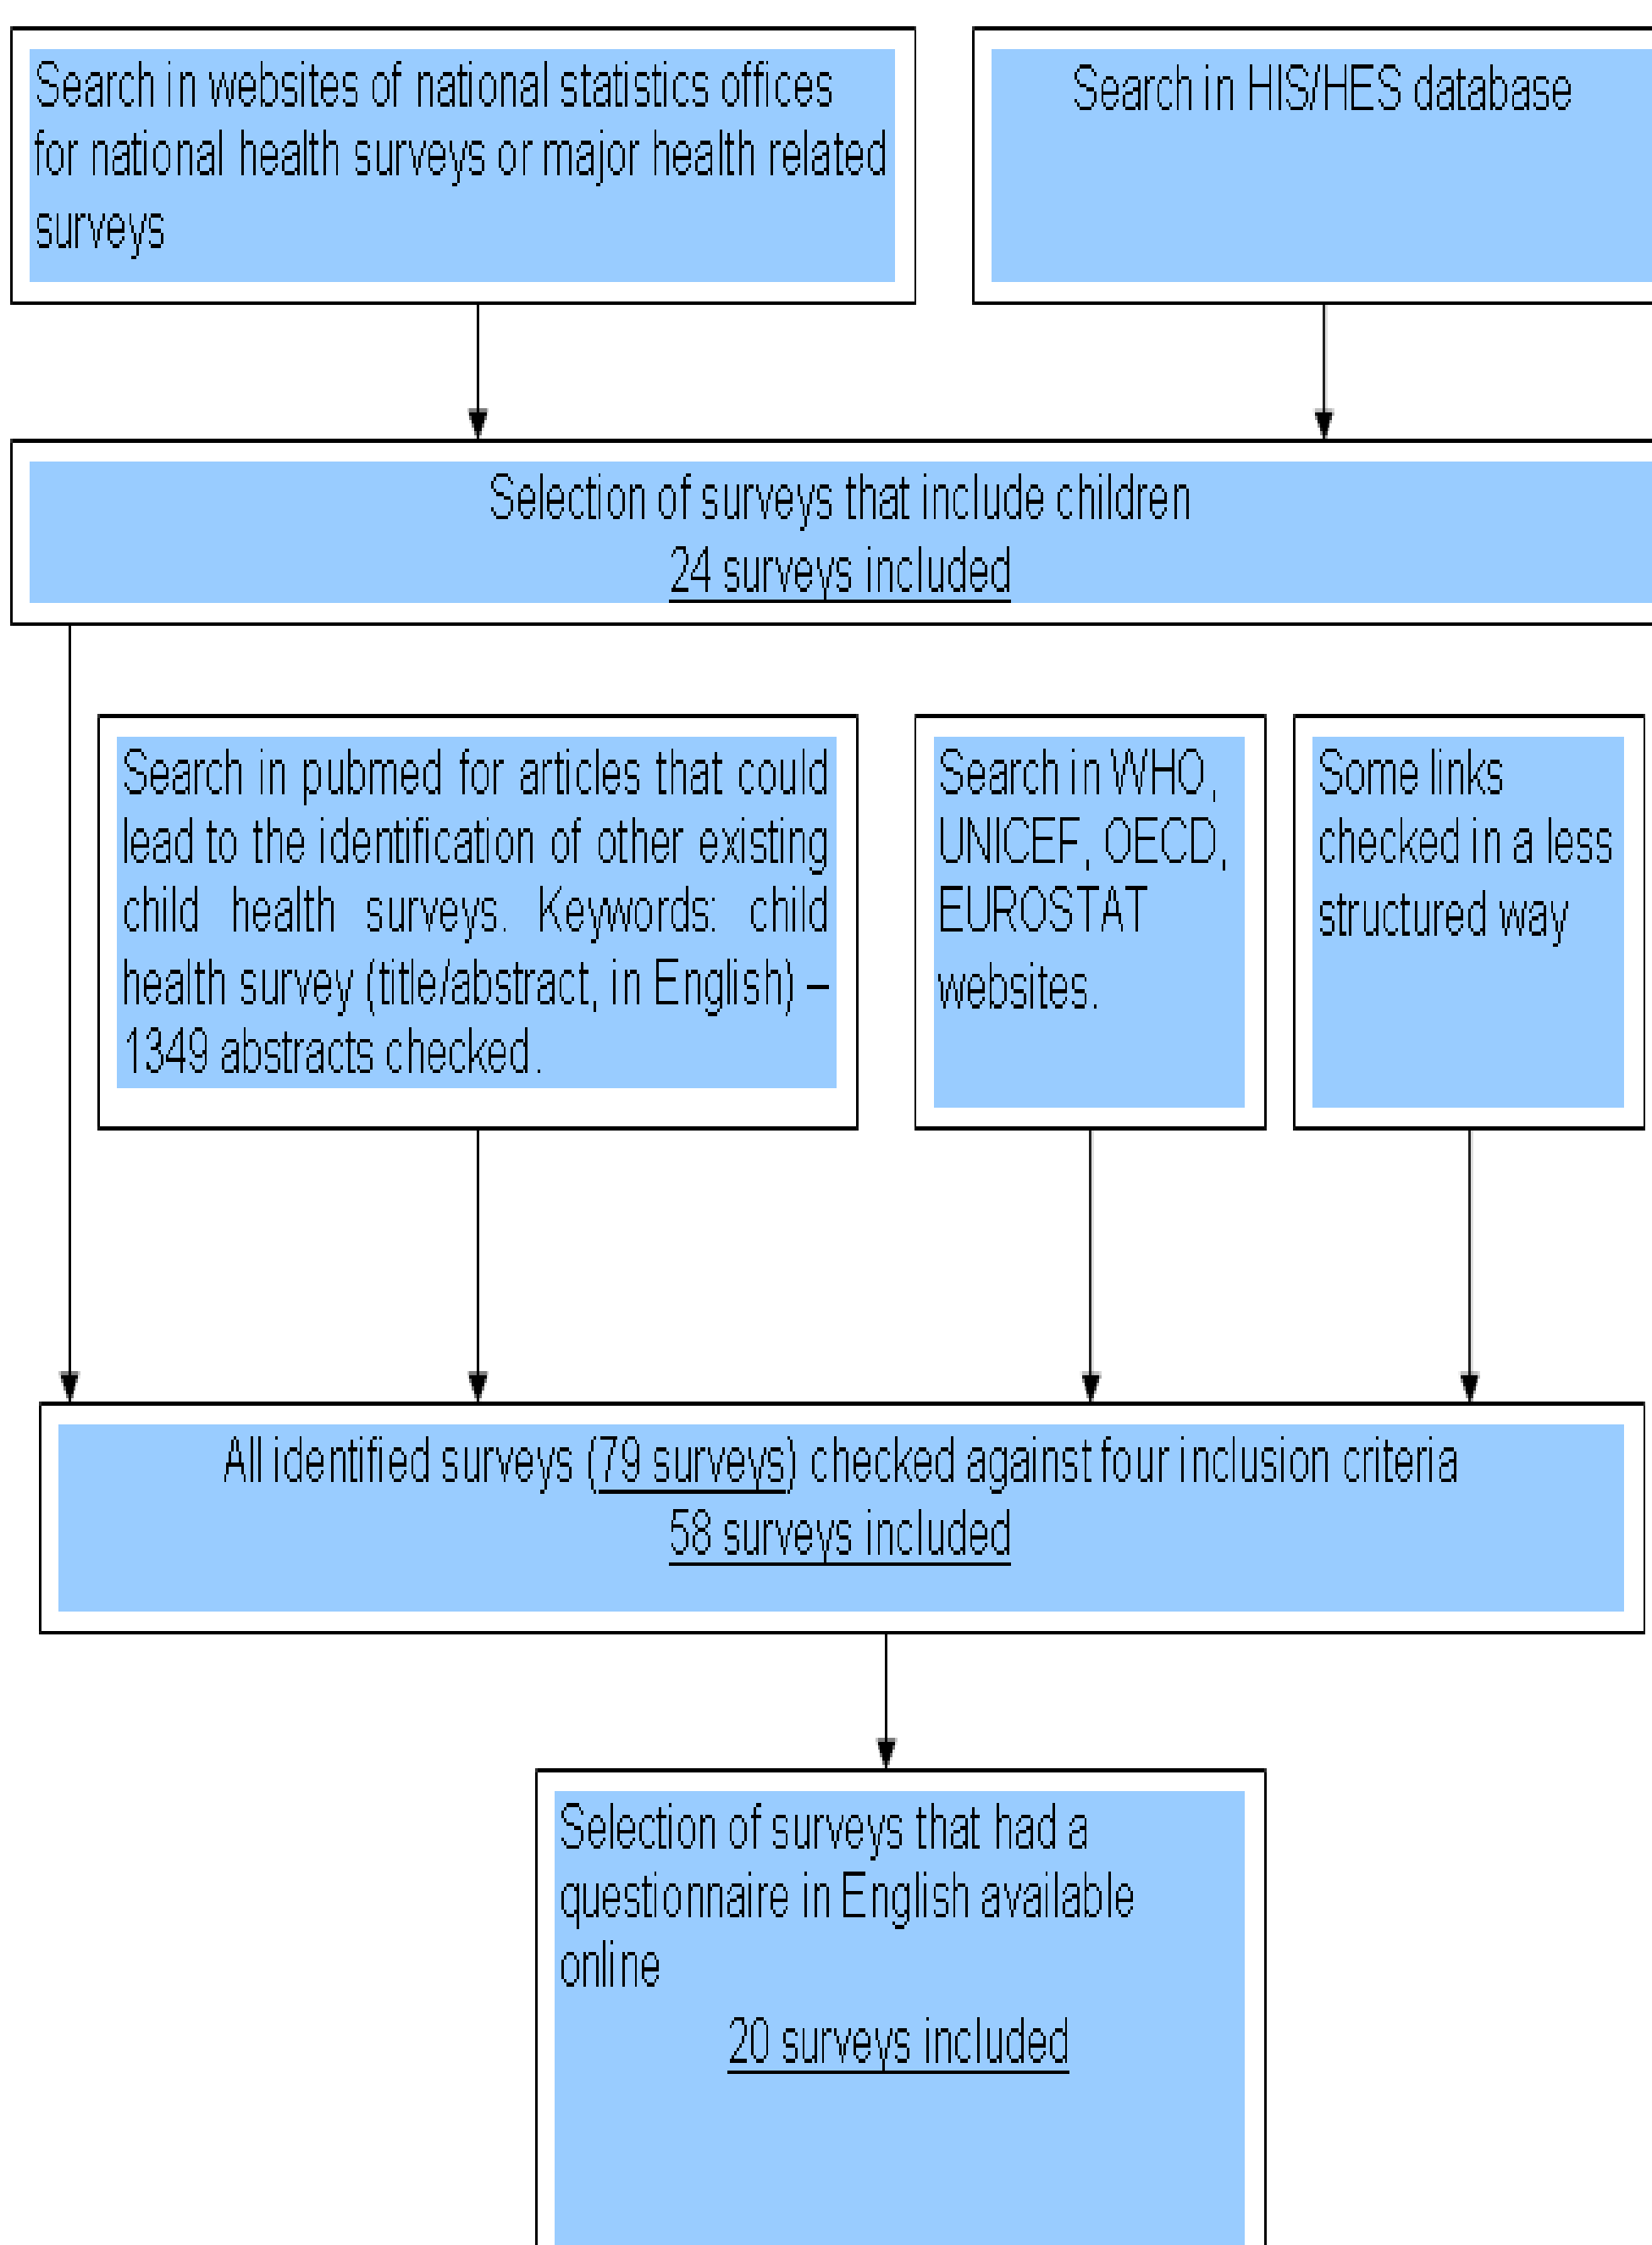 Search in websites of national statistics offices
for national health surveys or major health related
surveys
Search in HIS/HES database
Selection of surveys that include children
24 surveys included
Search in pubmed for articles that could
lead to the identification of other existing
child health surveys. Keywords: child
health survey (title/abstract, in English) –
1349 abstracts checked.
Search in WHO,
UNICEF, OECD,
EUROSTAT
websites.
Some links
checked in a less
structured way
All identified surveys (79 surveys) checked against four inclusion criteria
58 surveys included
Selection of surveys that had a
questionnaire in English available
online
20 surveys included